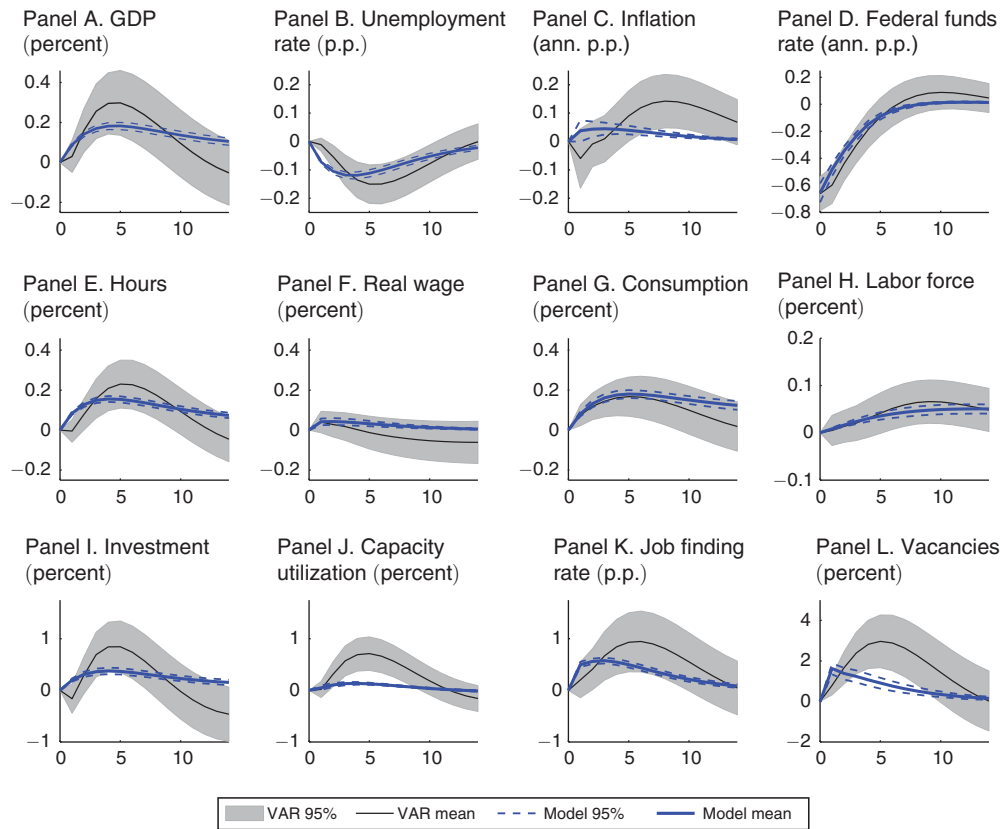 Panel A. GDP
(percent)
Panel B. Unemployment
rate (p.p.)
Panel C. Inflation
(ann. p.p.)
Panel D. Federal funds
rate (ann. p.p.)
0.4
0.2
0
−0.2
0 5 10
0.2
0.1
0
−0.1
−0.2
0 5 10
0.2
0.1
0
−0.1
−0.2
0 5 10
0.2
0
−0.2
−0.4
−0.6
−0.8
0 5 10
Panel E. Hours
(percent)
Panel F. Real wage
(percent)
Panel G. Consumption
(percent)
Panel H. Labor force
(percent)
0.4
0.2
0
−0.2
0 5 10
0.4
0.2
0
−0.2
0 5 10
0.4
0.2
0
−0.2
0 5 10
0.2
0.1
0
−0.1
0 5 10
Panel I. Investment
(percent)
Panel J. Capacity
utilization (percent)
Panel K. Job finding
rate (p.p.)
Panel L. Vacancies
(percent)
1
0
−1
0 5 10
1
0
−1
0 5 10
1
0
−1
0 5 10
4
2
0
−2
0 5 10
VAR 95% VAR mean Model 95% Model mean